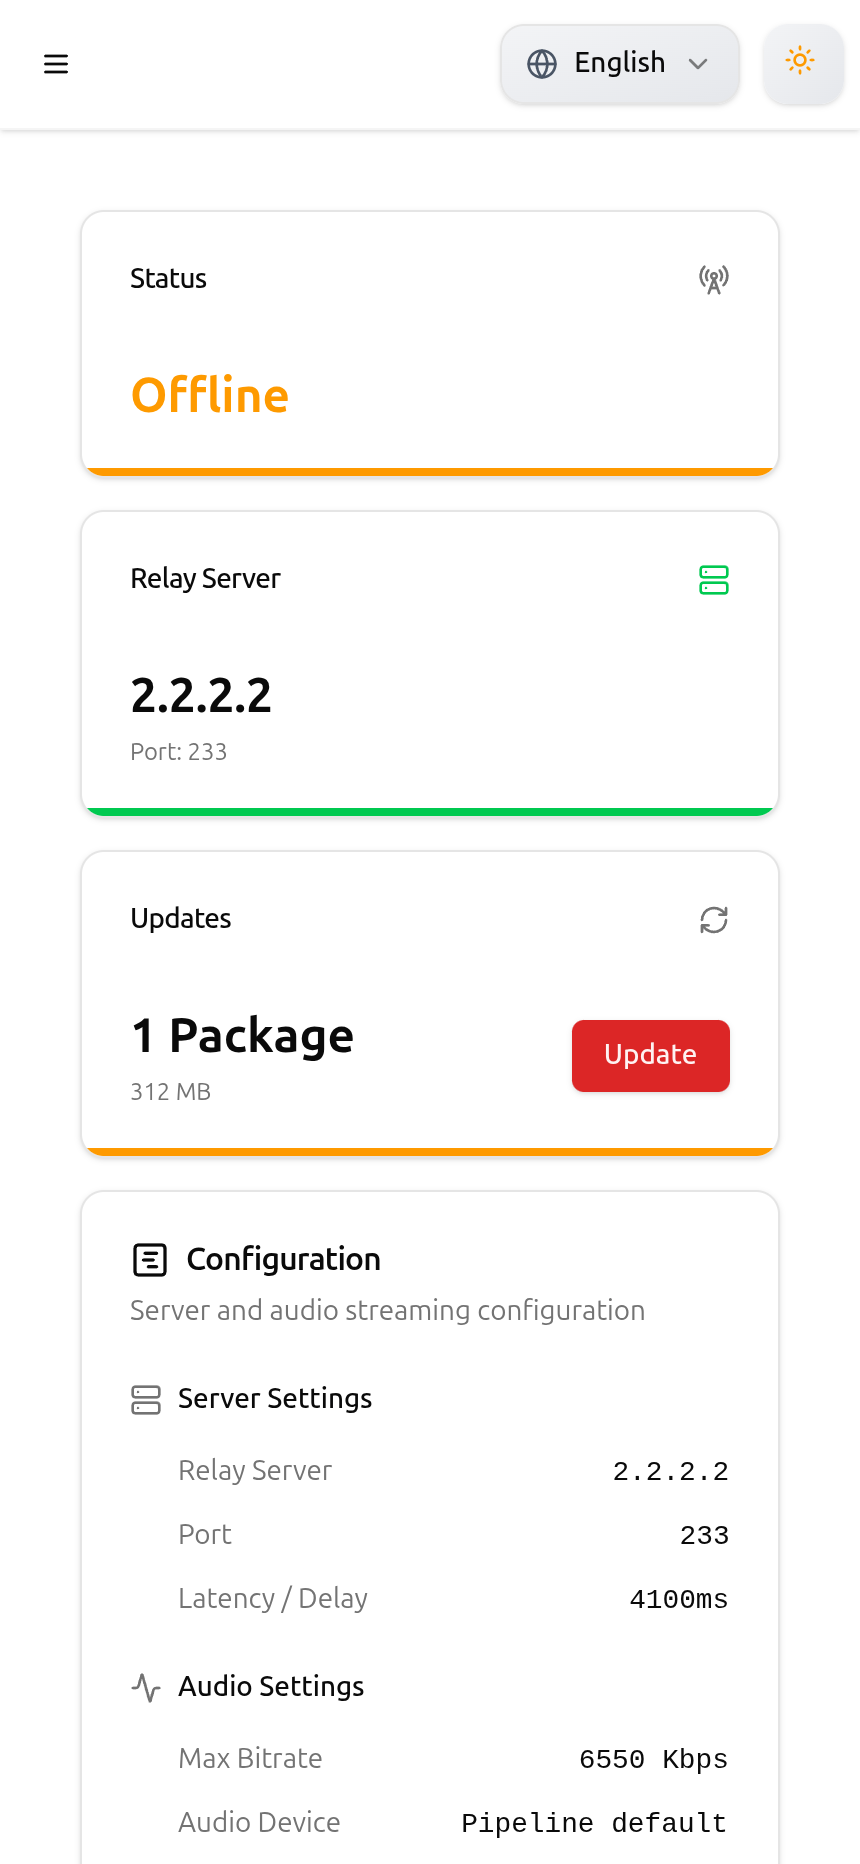 English
Status
Offline
Relay Server
2.2.2.2
Port: 233
Updates
1 Package
312 MB
Update
Configuration
Server and audio streaming configuration
Server Settings
Relay Server 2.2.2.2
Port 233
Latency / Delay 4100ms
Audio Settings
Max Bitrate 6550 Kbps
Audio Device Pipeline default